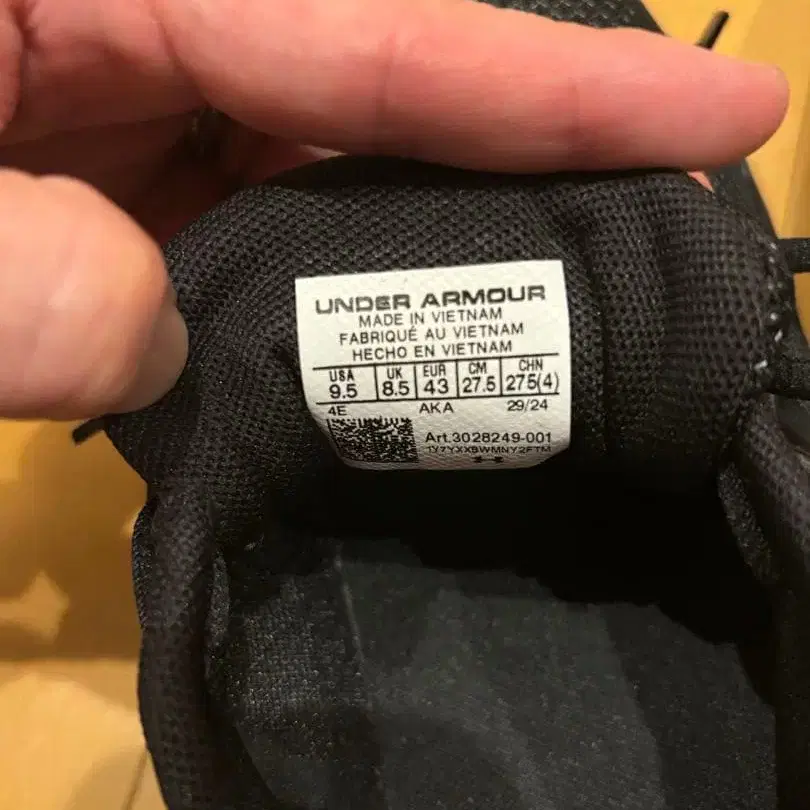 UNDER ARMOUR
MADE IN VIETNAM
FABRIQUÉ AU VIETNAM
HECHO EN VIETNAM
USA UK EUR CM CHN
9.5 8.5 43 27.5 275(4)
4E AKA 29/24
Art.3028249-001
1Y7YXXBWMNY2FTM